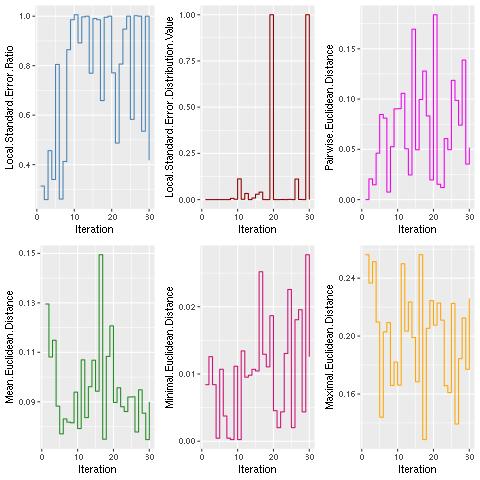 Local.Standard.Error.Ratio
1.0
0.8
0.6
0.4
0 10 20 30
Iteration
Local.Standard.Error.Distribution.Value
1.00
0.75
0.50
0.25
0.00
0 10 20 30
Iteration
Pairwise.Euclidean.Distance
0.15
0.10
0.05
0.00
0 10 20 30
Iteration
Mean.Euclidean.Distance
0.15
0.13
0.11
0.09
0 10 20 30
Iteration
Minimal.Euclidean.Distance
0.02
0.01
0.00
0 10 20 30
Iteration
Maximal.Euclidean.Distance
0.24
0.20
0.16
0 10 20 30
Iteration